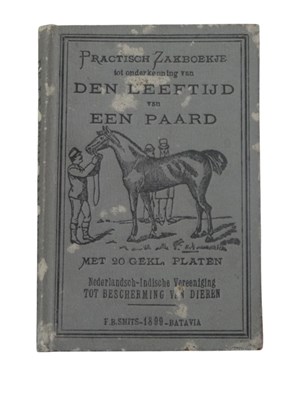 PRACTISCH ZAKBOEKJE
tot onderkenning van
DEN LEEFTIJD
van
EEN PAARD
MET 20 GEKL. PLATEN
Nederlandsch-Indische Vereeniging
TOT BESCHERMING VAN DIEREN
F.B.SMITS-1899-BATAVIA